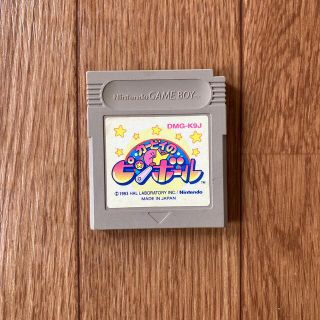 Nintendo GAME BOY™
DMG-K9J
カービィの
ピンボール
© 1993 HAL LABORATORY INC. / Nintendo
MADE IN JAPAN